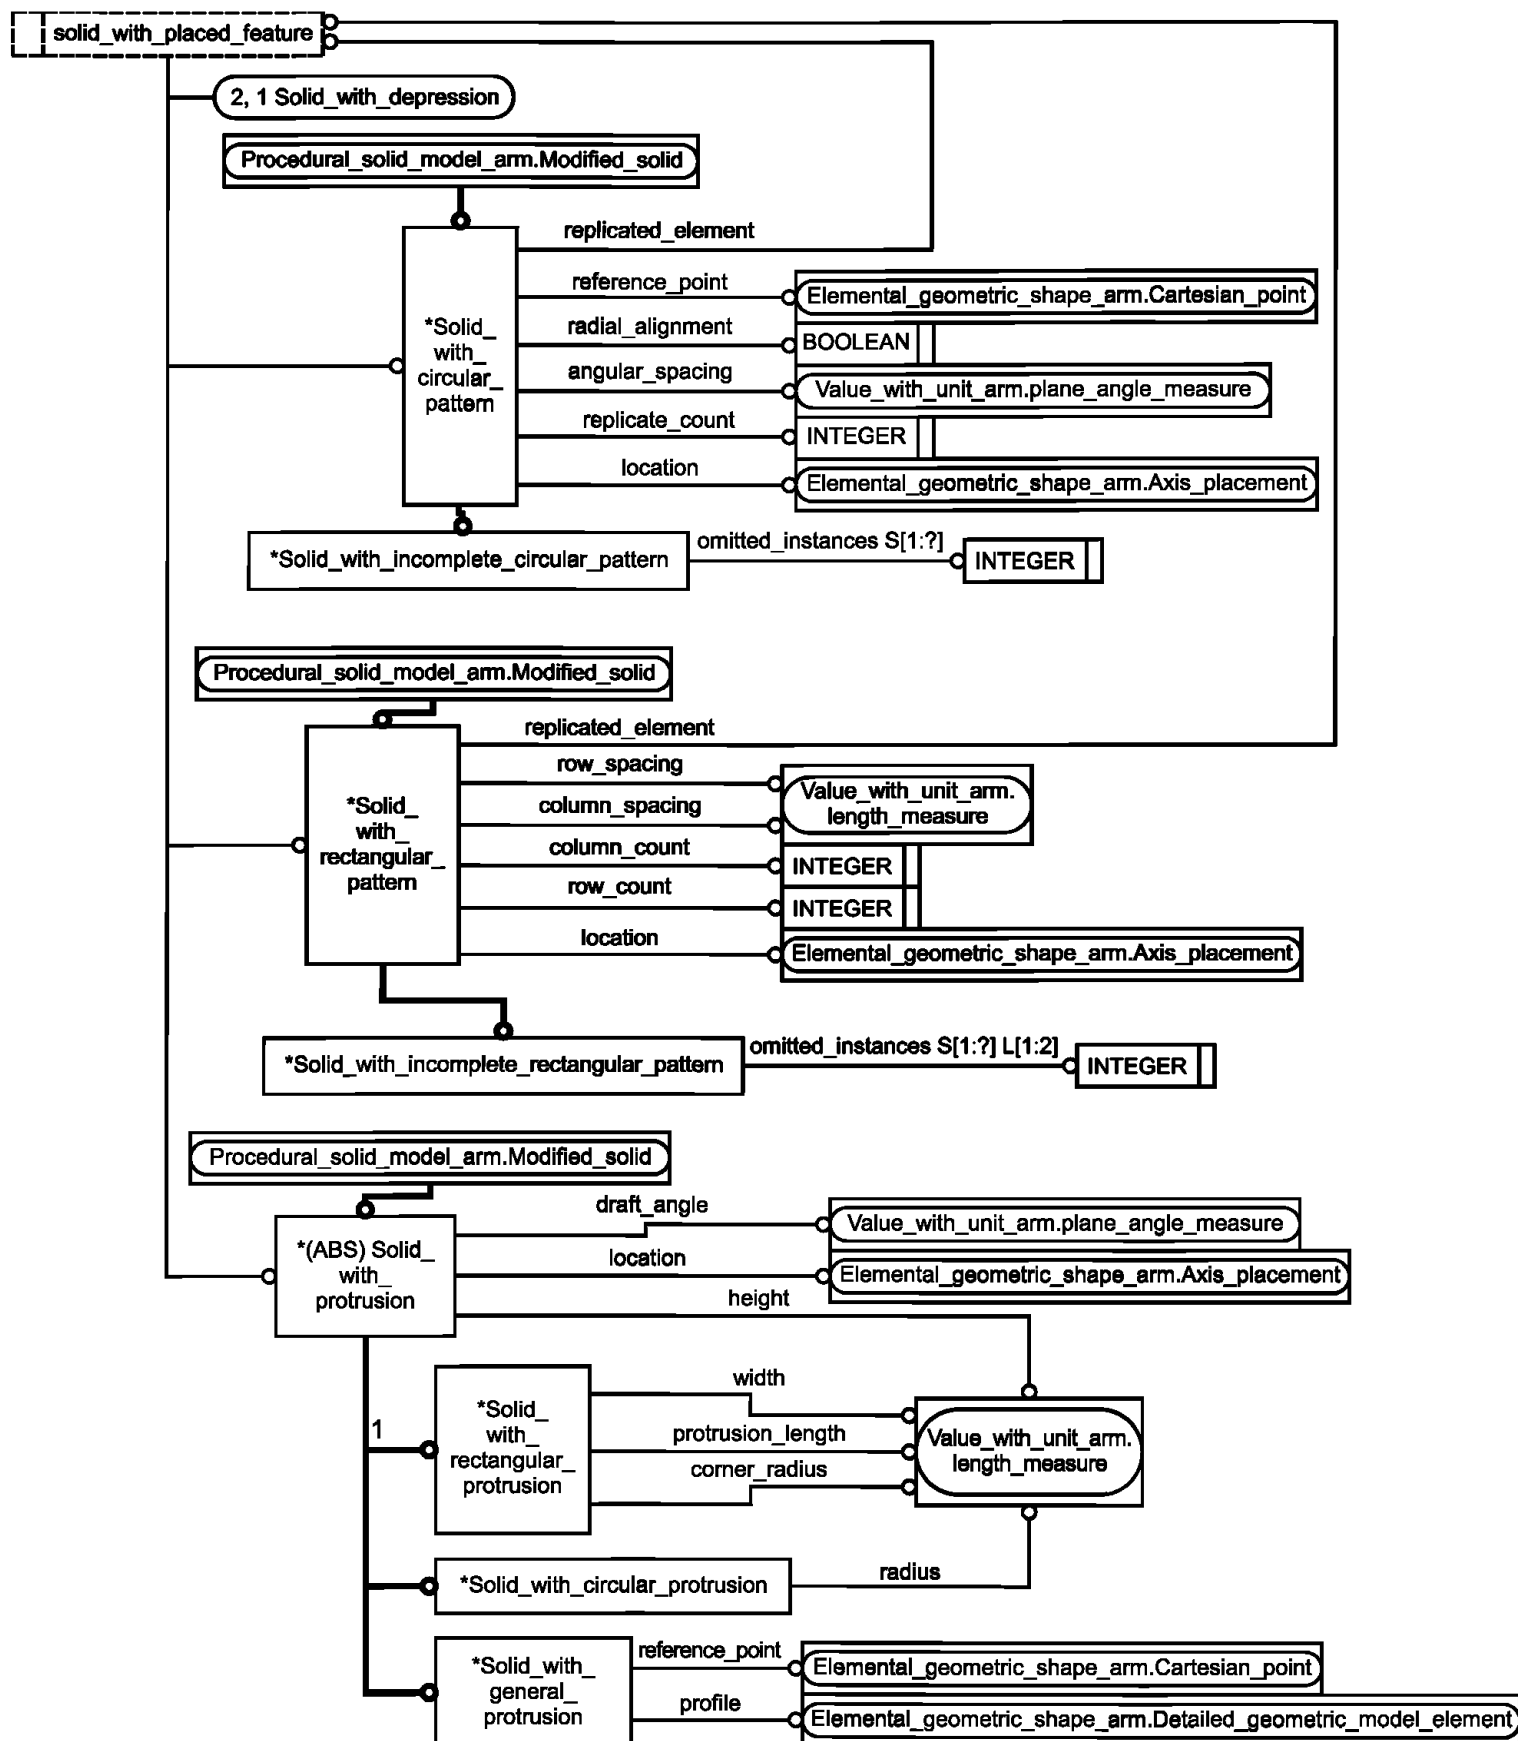 solid_with_placed_feature
2, 1 Solid_with_depression
Procedural_solid_model_arm.Modified_solid
replicated_element
reference_point
Elemental_geometric_shape_arm.Cartesian_point
*Solid_
with_
circular_
pattern
radial_alignment
BOOLEAN
angular_spacing
Value_with_unit_arm.plane_angle_measure
replicate_count
INTEGER
location
Elemental_geometric_shape_arm.Axis_placement
*Solid_with_incomplete_circular_pattern
omitted_instances S[1:?]
INTEGER
Procedural_solid_model_arm.Modified_solid
replicated_element
row_spacing
column_spacing
Value_with_unit_arm.
length_measure
*Solid_
with_
rectangular_
pattern
column_count
INTEGER
row_count
INTEGER
location
Elemental_geometric_shape_arm.Axis_placement
*Solid_with_incomplete_rectangular_pattern
omitted_instances S[1:?] L[1:2]
INTEGER
Procedural_solid_model_arm.Modified_solid
*(ABS) Solid_
with_
protrusion
draft_angle
Value_with_unit_arm.plane_angle_measure
location
Elemental_geometric_shape_arm.Axis_placement
height
1
*Solid_
with_
rectangular_
protrusion
width
protrusion_length
corner_radius
Value_with_unit_arm.
length_measure
*Solid_with_circular_protrusion
radius
*Solid_with_
general_
protrusion
reference_point
Elemental_geometric_shape_arm.Cartesian_point
profile
Elemental_geometric_shape_arm.Detailed_geometric_model_element